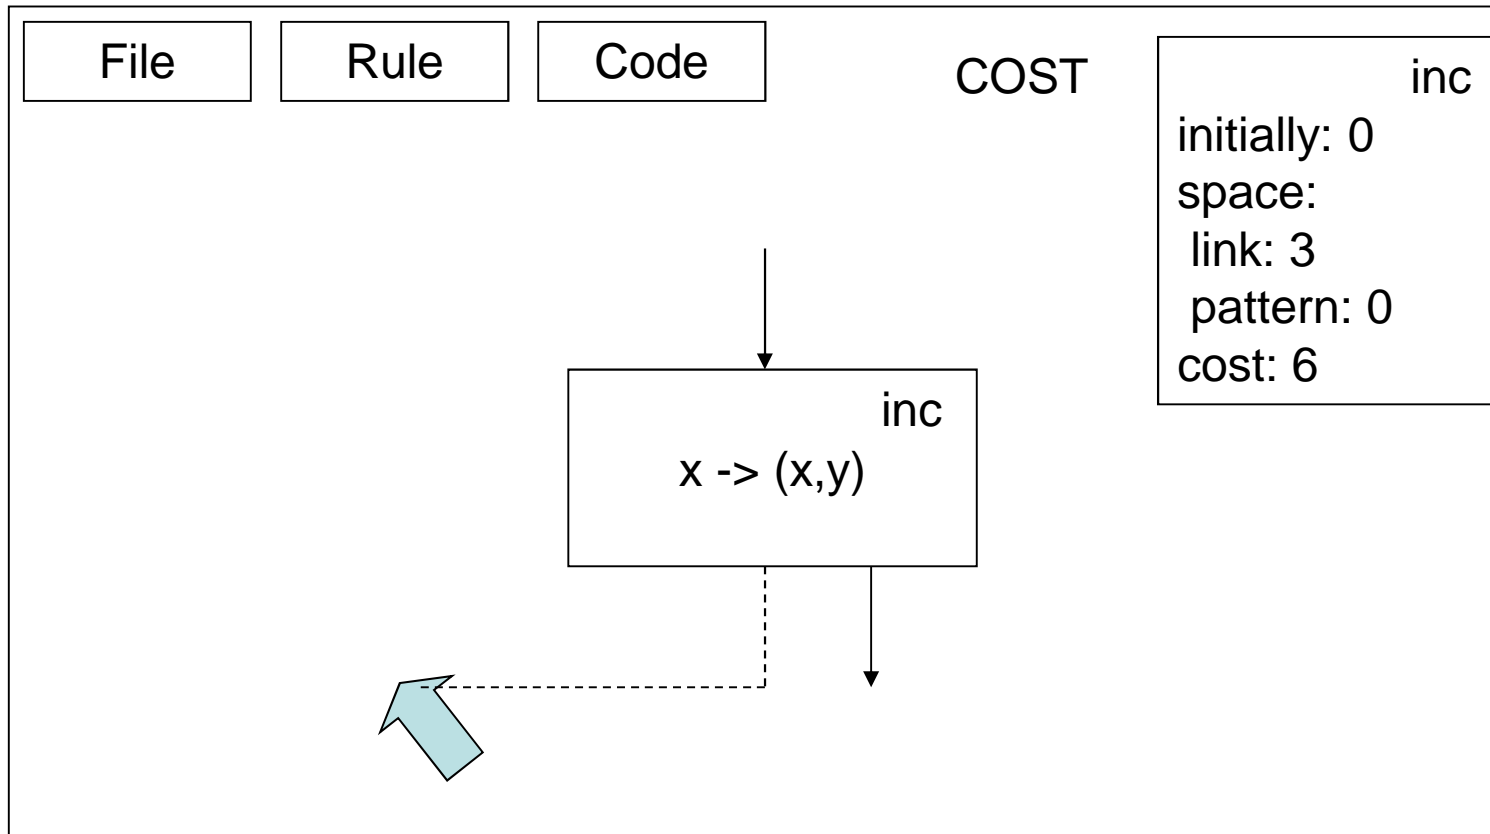 File
Rule
Code
COST
inc
initially: 0
space:
link: 3
pattern: 0
cost: 6
inc
x -> (x,y)